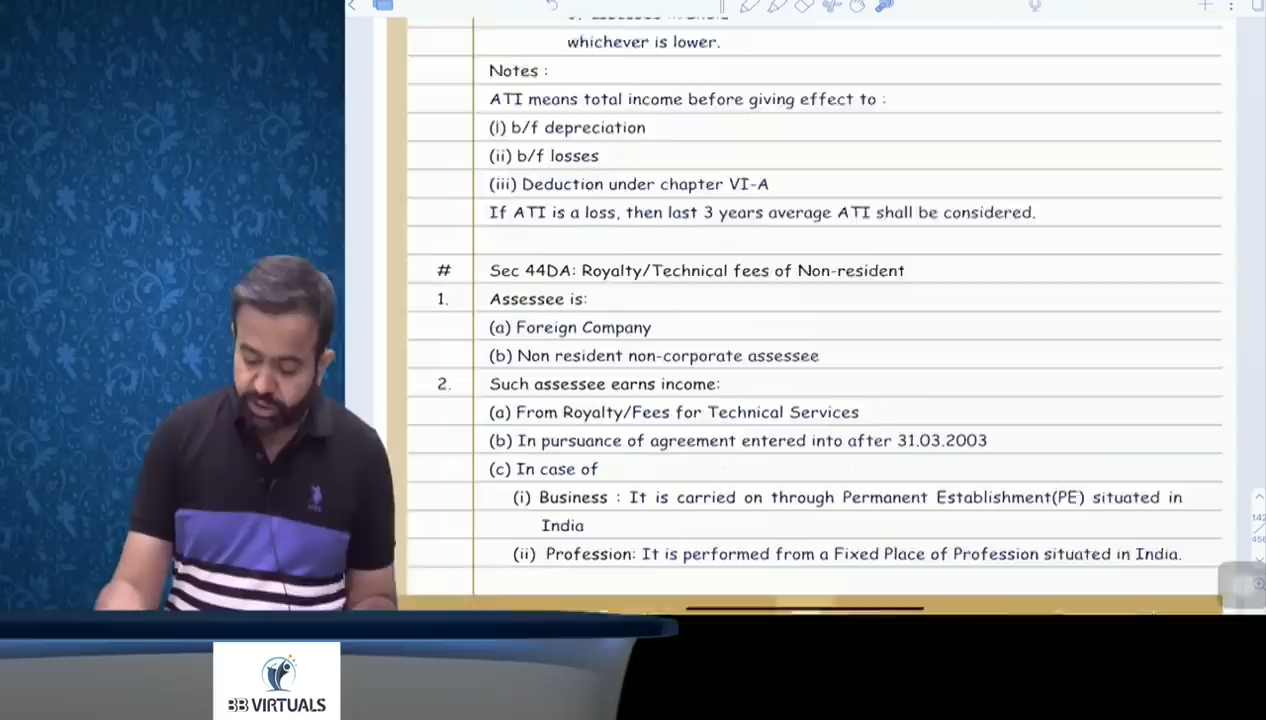 whichever is lower.
Notes :
ATI means total income before giving effect to :
(i) b/f depreciation
(ii) b/f losses
(iii) Deduction under chapter VI-A
If ATI is a loss, then last 3 years average ATI shall be considered.
# Sec 44DA: Royalty/Technical fees of Non-resident
1. Assessee is:
(a) Foreign Company
(b) Non resident non-corporate assessee
2. Such assessee earns income:
(a) From Royalty/Fees for Technical Services
(b) In pursuance of agreement entered into after 31.03.2003
(c) In case of
(i) Business : It is carried on through Permanent Establishment(PE) situated in
India
(ii) Profession: It is performed from a Fixed Place of Profession situated in India.
142
456
BB VIRTUALS